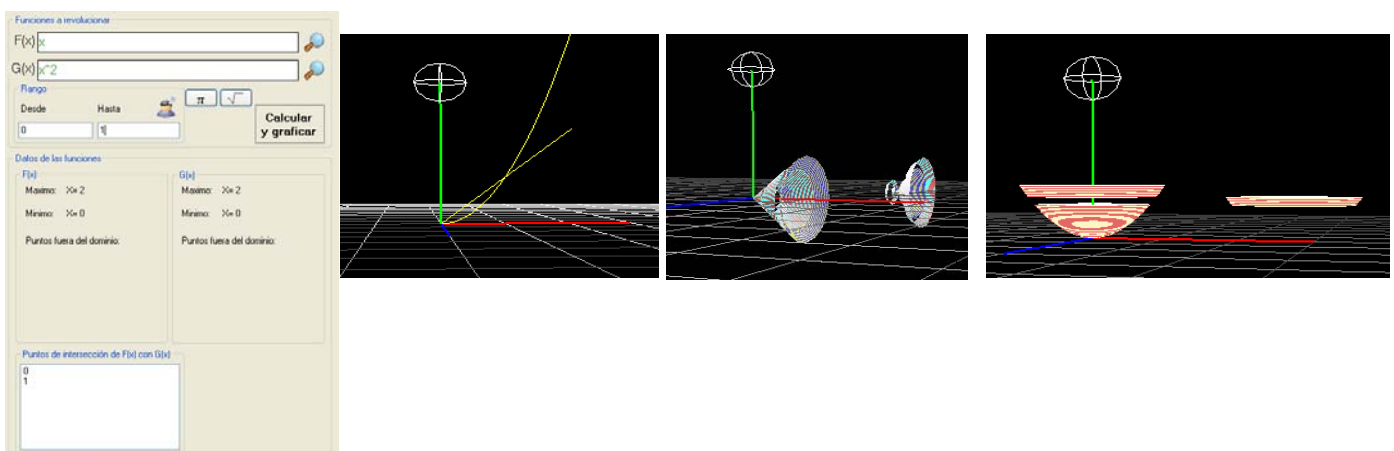 Funciones a revolucionar
F(x) x
G(x) x^2
Rango
Desde Hasta
π √
0 1
Calcular
y graficar
Datos de las funciones
F(x) G(x)
Maximo: X= 2 Maximo: X= 2
Minimo: X= 0 Minimo: X= 0
Puntos fuera del dominio: Puntos fuera del dominio:
Puntos de intersección de F(x) con G(x)
0
1